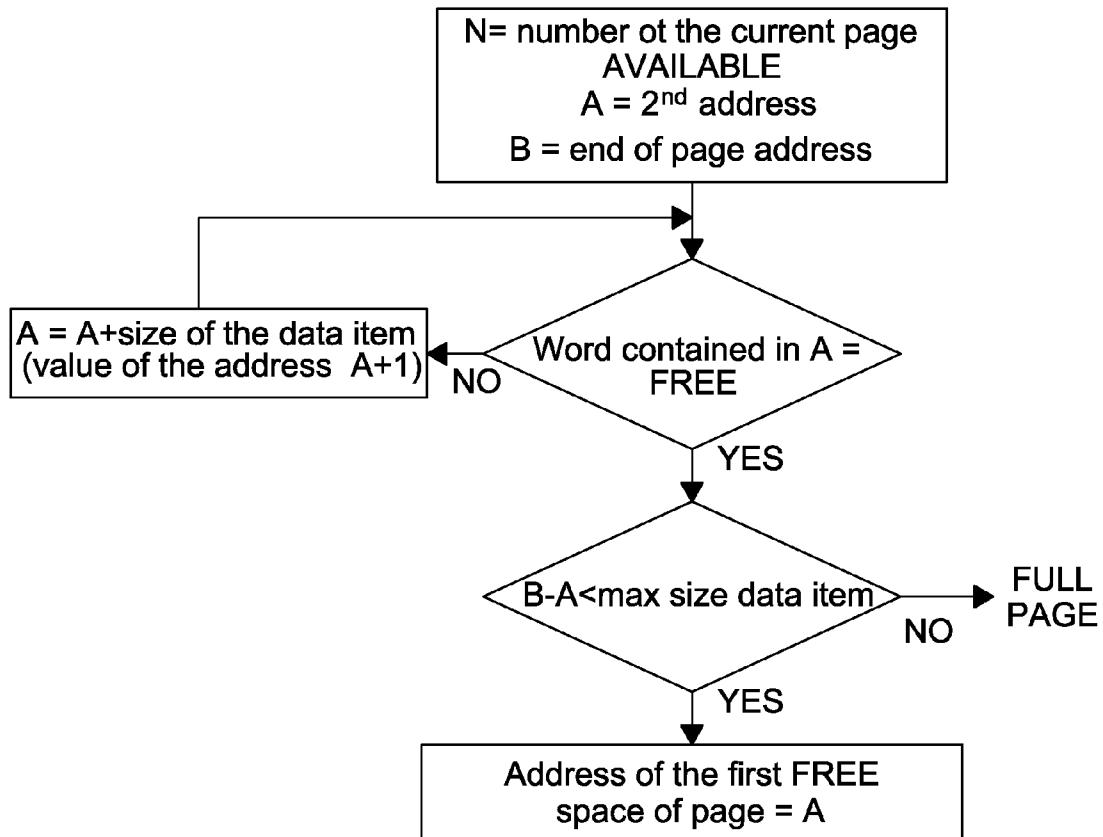 N= number ot the current page
AVAILABLE
A = 2nd address
B = end of page address
A = A+size of the data item
(value of the address A+1)
NO
Word contained in A =
FREE
YES
B-A<max size data item
NO
FULL
PAGE
YES
Address of the first FREE
space of page = A